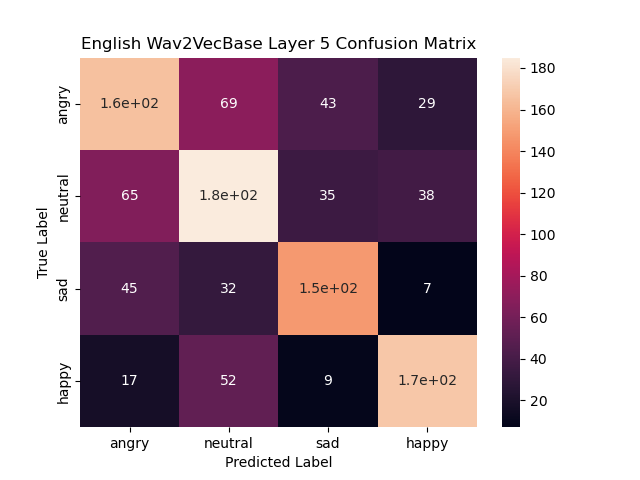 English Wav2VecBase Layer 5 Confusion Matrix
angry 1.6e+02 69 43 29
neutral 65 1.8e+02 35 38
sad 45 32 1.5e+02 7
happy 17 52 9 1.7e+02
angry neutral sad happy
True Label
Predicted Label
180
160
140
120
100
80
60
40
20